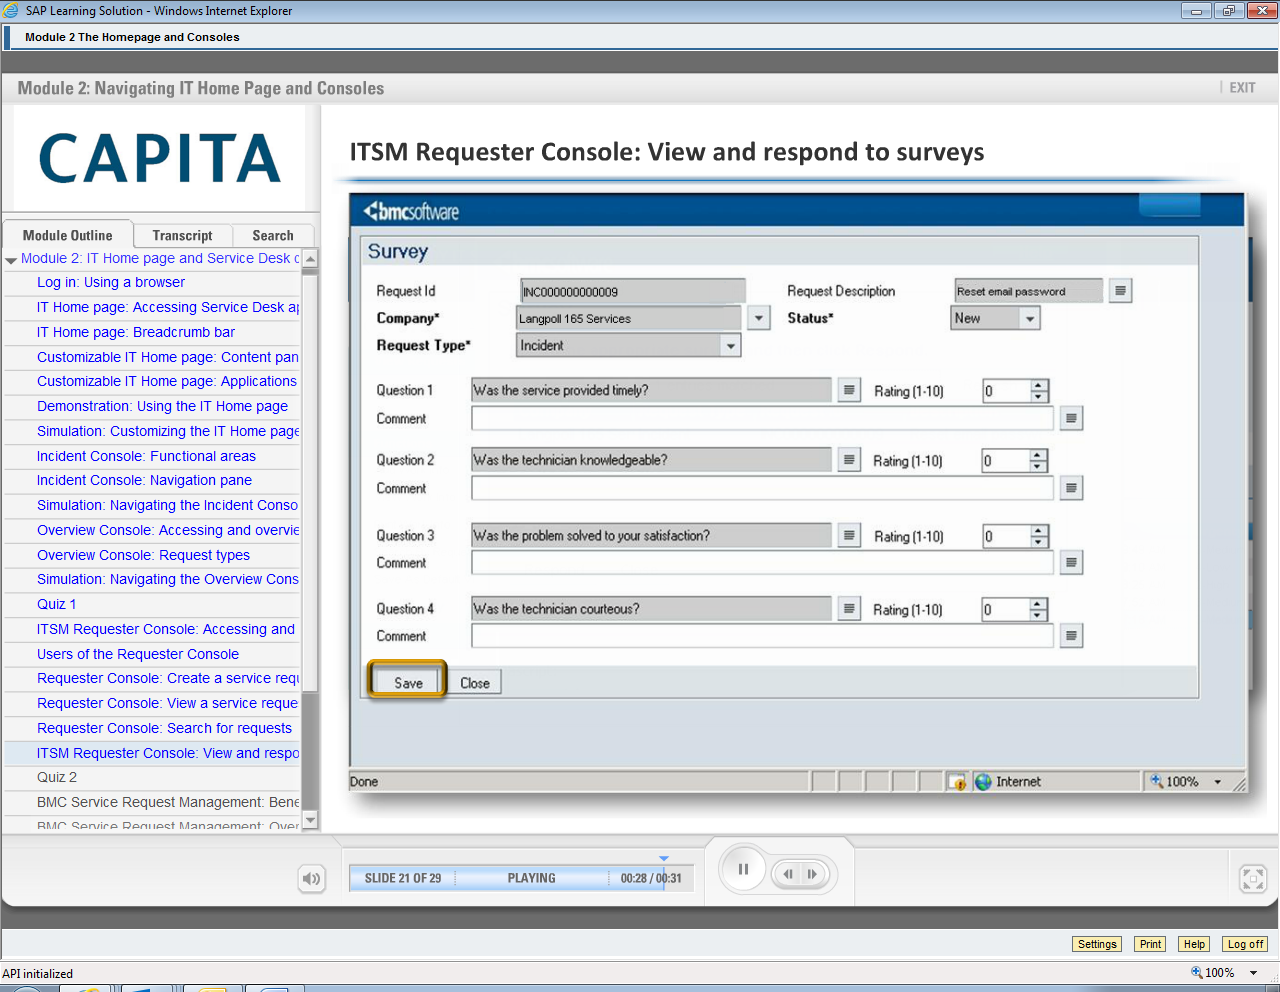 SAP Learning Solution - Windows Internet Explorer
Module 2 The Homepage and Consoles
Module 2: Navigating IT Home Page and Consoles
EXIT
CAPITA
Module Outline
Transcript
Search
Module 2: IT Home page and Service Desk c
Log in: Using a browser
IT Home page: Accessing Service Desk ap
IT Home page: Breadcrumb bar
Customizable IT Home page: Content pan
Customizable IT Home page: Applications
Demonstration: Using the IT Home page
Simulation: Customizing the IT Home page
Incident Console: Functional areas
Incident Console: Navigation pane
Simulation: Navigating the Incident Conso
Overview Console: Accessing and overvie
Overview Console: Request types
Simulation: Navigating the Overview Cons
Quiz 1
ITSM Requester Console: Accessing and
Users of the Requester Console
Requester Console: Create a service requ
Requester Console: View a service reque
Requester Console: Search for requests
ITSM Requester Console: View and respo
Quiz 2
BMC Service Request Management: Bene
BMC Service Request Management: Over
ITSM Requester Console: View and respond to surveys
bmcsoftware
Survey
Request Id INC000000000009 Request Description Reset email password
Company* Langpoll 165 Services Status* New
Request Type* Incident
Question 1 Was the service provided timely? Rating (1-10) 0
Comment
Question 2 Was the technician knowledgeable? Rating (1-10) 0
Comment
Question 3 Was the problem solved to your satisfaction? Rating (1-10) 0
Comment
Question 4 Was the technician courteous? Rating (1-10) 0
Comment
Save Close
Done Internet 100%
SLIDE 21 OF 29 PLAYING 00:28 / 00:31
Settings Print Help Log off
API initialized 100%